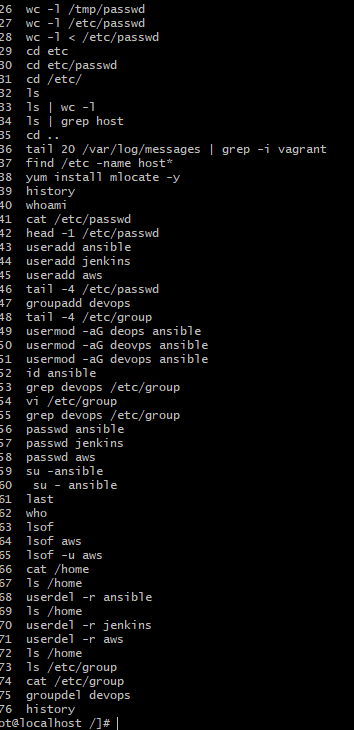 26 wc -l /tmp/passwd
27 wc -l /etc/passwd
28 wc -l < /etc/passwd
29 cd etc
30 cd etc/passwd
31 cd /etc/
32 ls
33 ls | wc -l
34 ls | grep host
35 cd ..
36 tail 20 /var/log/messages | grep -i vagrant
37 find /etc -name host*
38 yum install mlocate -y
39 history
40 whoami
41 cat /etc/passwd
42 head -1 /etc/passwd
43 useradd ansible
44 useradd jenkins
45 useradd aws
46 tail -4 /etc/passwd
47 groupadd devops
48 tail -4 /etc/group
49 usermod -aG deops ansible
50 usermod -aG deovps ansible
51 usermod -aG devops ansible
52 id ansible
53 grep devops /etc/group
54 vi /etc/group
55 grep devops /etc/group
56 passwd ansible
57 passwd jenkins
58 passwd aws
59 su -ansible
60  su - ansible
61 last
62 who
63 lsof
64 lsof aws
65 lsof -u aws
66 cat /home
67 ls /home
68 userdel -r ansible
69 ls /home
70 userdel -r jenkins
71 userdel -r aws
72 ls /home
73 ls /etc/group
74 cat /etc/group
75 groupdel devops
76 history
ot@localhost /]#